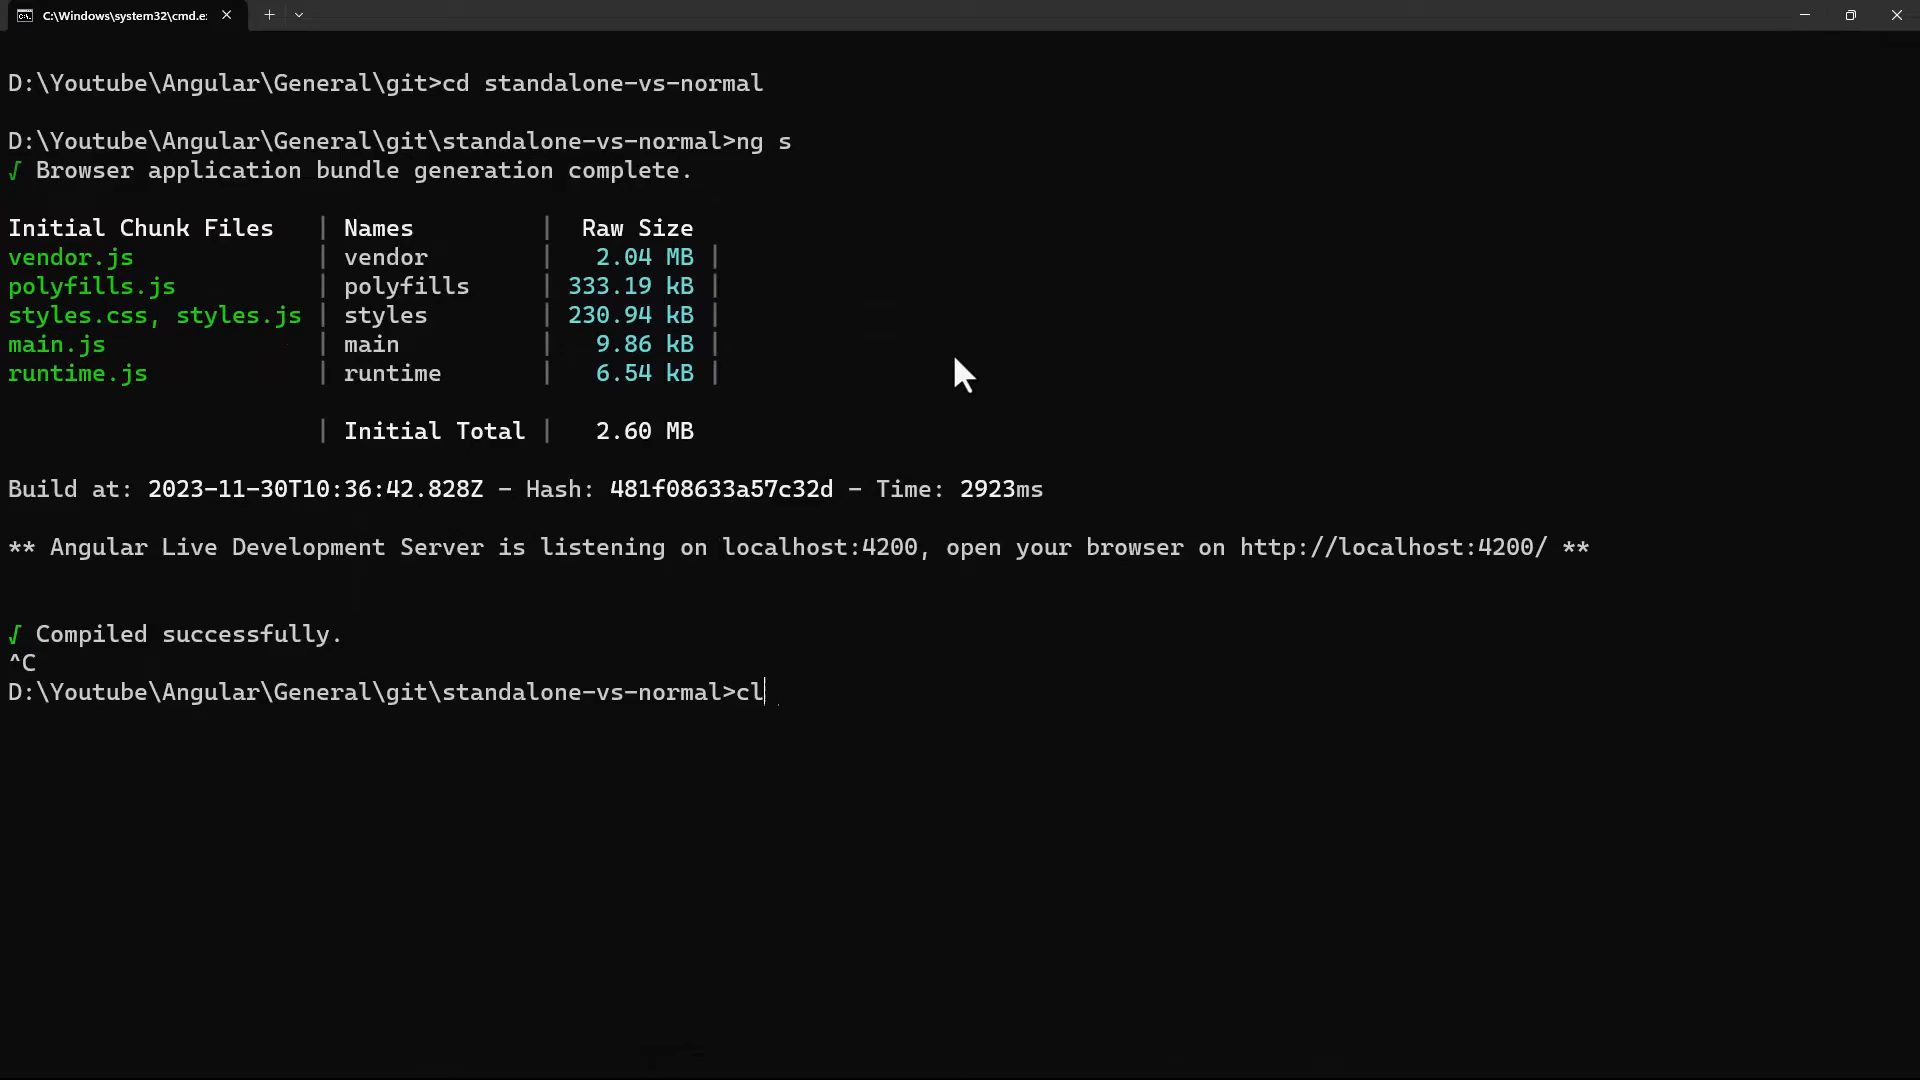 C:\Windows\system32\cmd.e:
D:\Youtube\Angular\General\git>cd standalone-vs-normal
D:\Youtube\Angular\General\git\standalone-vs-normal>ng s
√ Browser application bundle generation complete.
Initial Chunk Files | Names | Raw Size
vendor.js | vendor | 2.04 MB |
polyfills.js | polyfills | 333.19 kB |
styles.css, styles.js | styles | 230.94 kB |
main.js | main | 9.86 kB |
runtime.js | runtime | 6.54 kB |
| Initial Total | 2.60 MB
Build at: 2023-11-30T10:36:42.828Z - Hash: 481f08633a57c32d - Time: 2923ms
** Angular Live Development Server is listening on localhost:4200, open your browser on http://localhost:4200/ **
√ Compiled successfully.
^C
D:\Youtube\Angular\General\git\standalone-vs-normal>cl